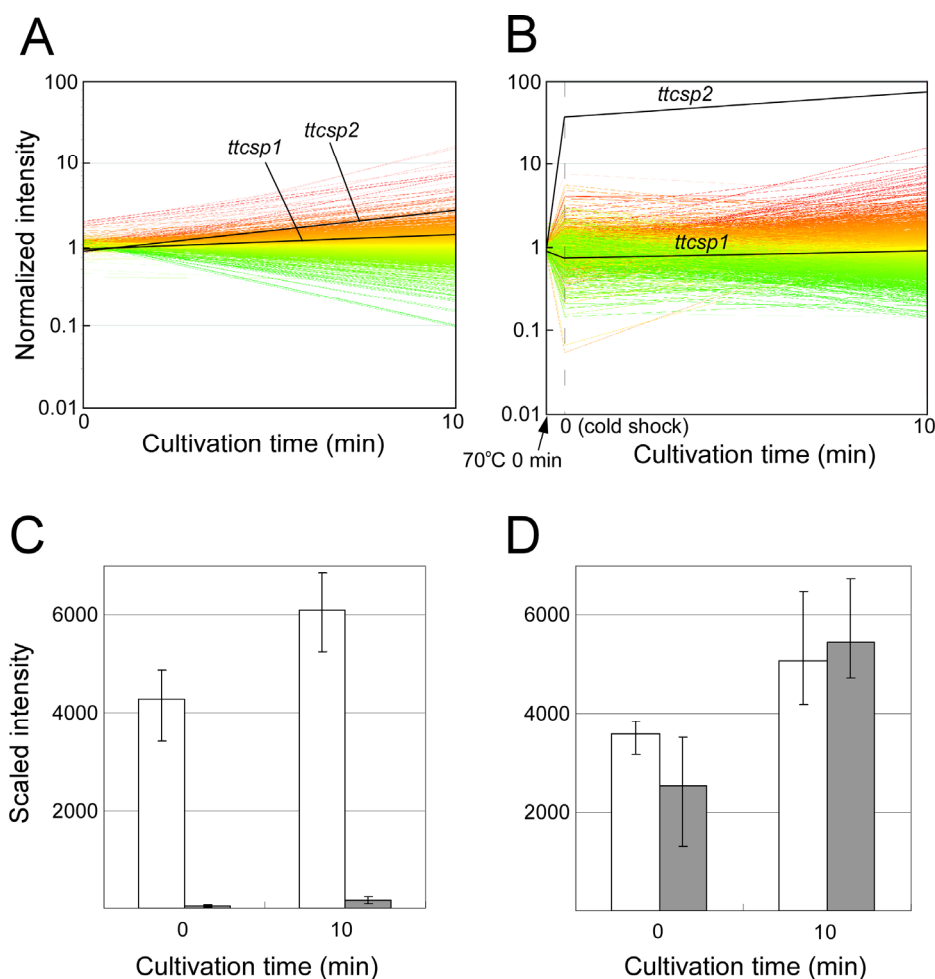 A
100
10
1
0.1
0.01
Normalized intensity
ttcsp1
ttcsp2
0
10
Cultivation time (min)
B
100
10
1
0.1
0.01
ttcsp2
ttcsp1
0 (cold shock)
10
70°C 0 min
Cultivation time (min)
C
6000
4000
2000
Scaled intensity
0
10
Cultivation time (min)
D
6000
4000
2000
0
10
Cultivation time (min)